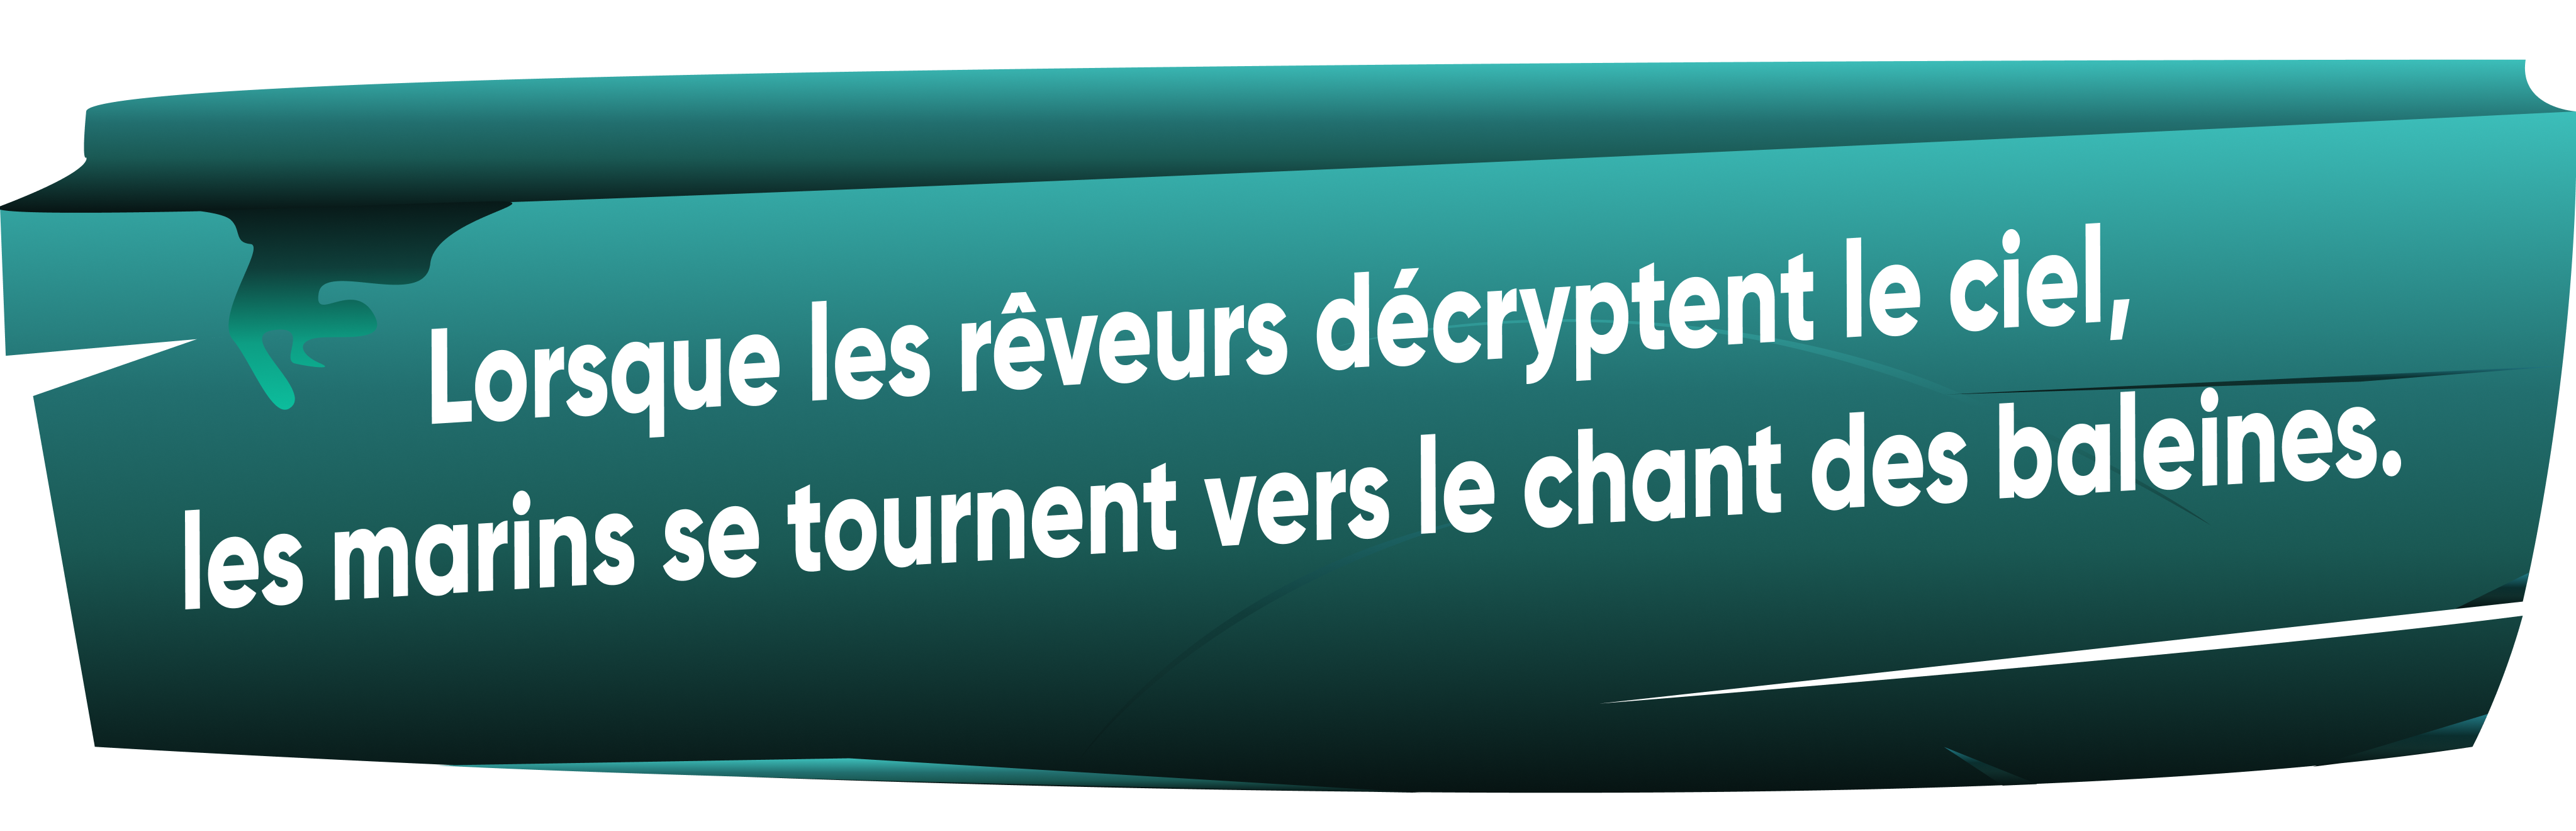 Lorsque les rêveurs décryptent le ciel,
les marins se tournent vers le chant des baleines.